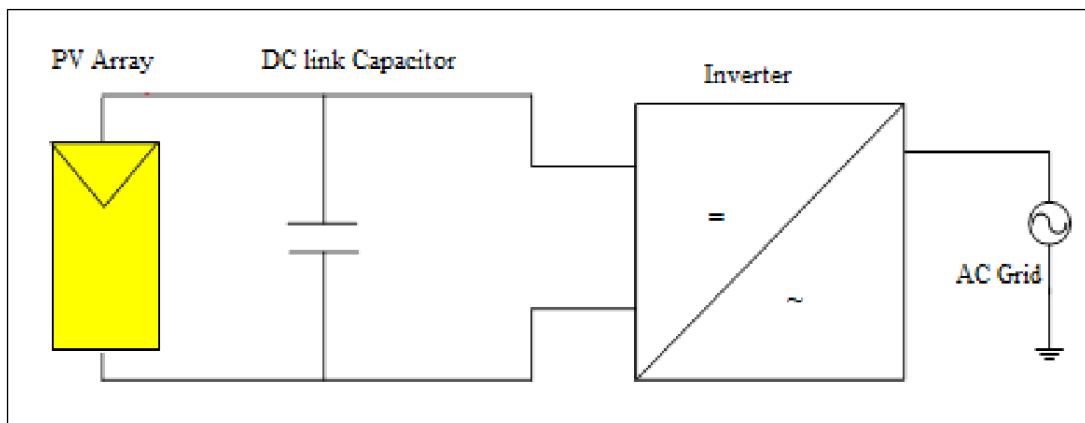 PV Array
DC link Capacitor
Inverter
=
~
AC Grid